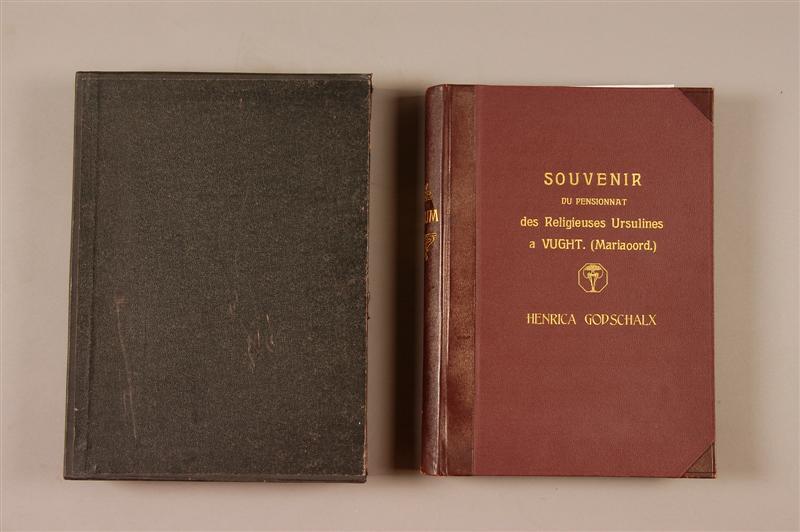 SOUVENIR
DU PENSIONNAT
des Religieuses Ursulines
a VUGHT. (Mariaoord.)
HENRICA GODSCHALX